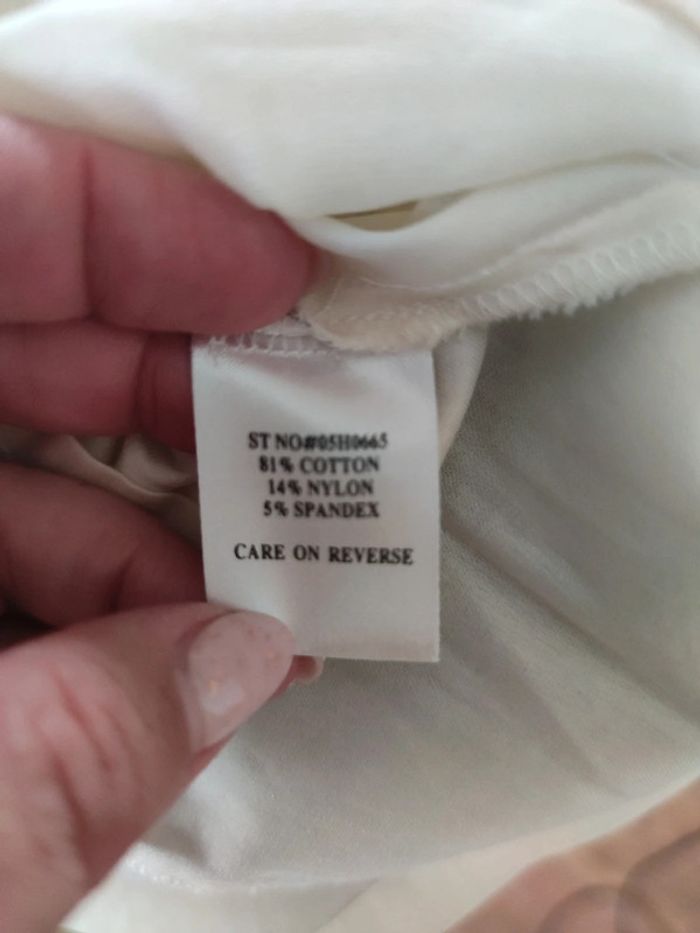 ST NO#05H0665
81% COTTON
14% NYLON
5% SPANDEX
CARE ON REVERSE